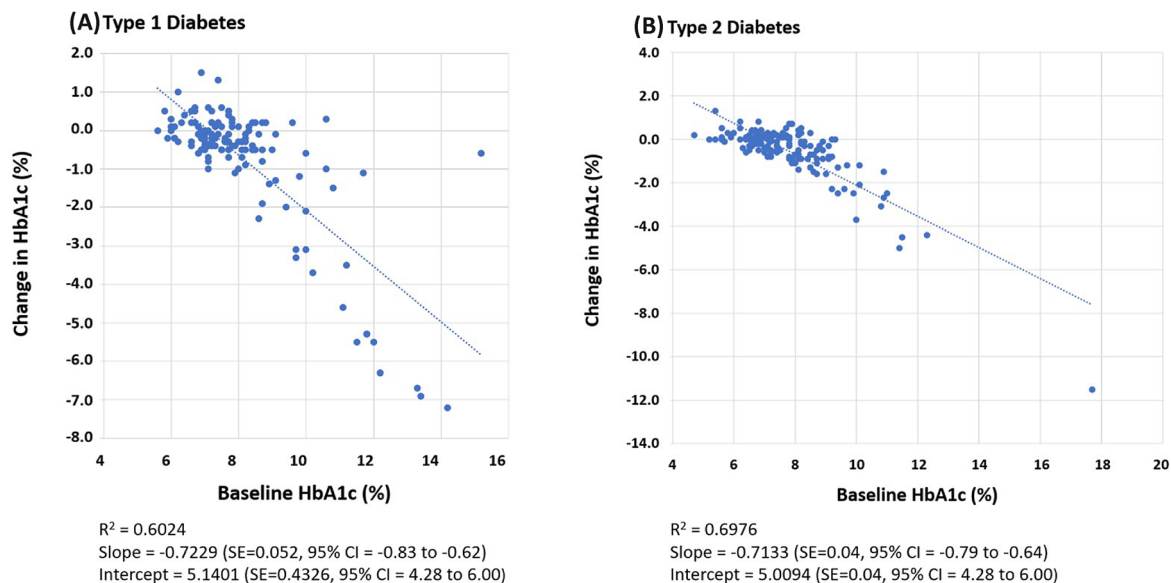 (A) Type 1 Diabetes
2.0
1.0
0.0
-1.0
-2.0
-3.0
-4.0
-5.0
-6.0
-7.0
-8.0
Change in HbA1c (%)
4 6 8 10 12 14 16
Baseline HbA1c (%)
R² = 0.6024
Slope = -0.7229 (SE=0.052, 95% CI = -0.83 to -0.62)
Intercept = 5.1401 (SE=0.4326, 95% CI = 4.28 to 6.00)
(B) Type 2 Diabetes
4.0
2.0
0.0
-2.0
-4.0
-6.0
-8.0
-10.0
-12.0
-14.0
Change in HbA1c (%)
4 6 8 10 12 14 16 18 20
Baseline HbA1c (%)
R² = 0.6976
Slope = -0.7133 (SE=0.04, 95% CI = -0.79 to -0.64)
Intercept = 5.0094 (SE=0.04, 95% CI = 4.28 to 6.00)